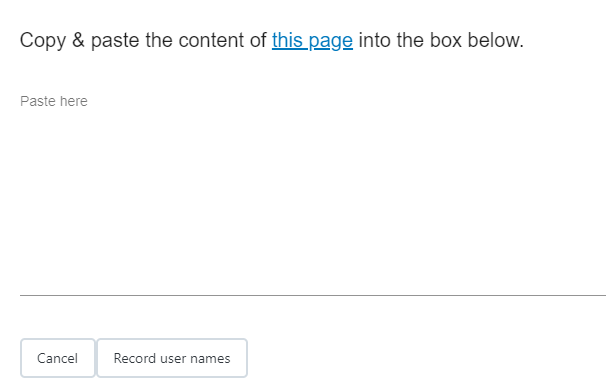 Copy & paste the content of this page into the box below.
Paste here
Cancel
Record user names